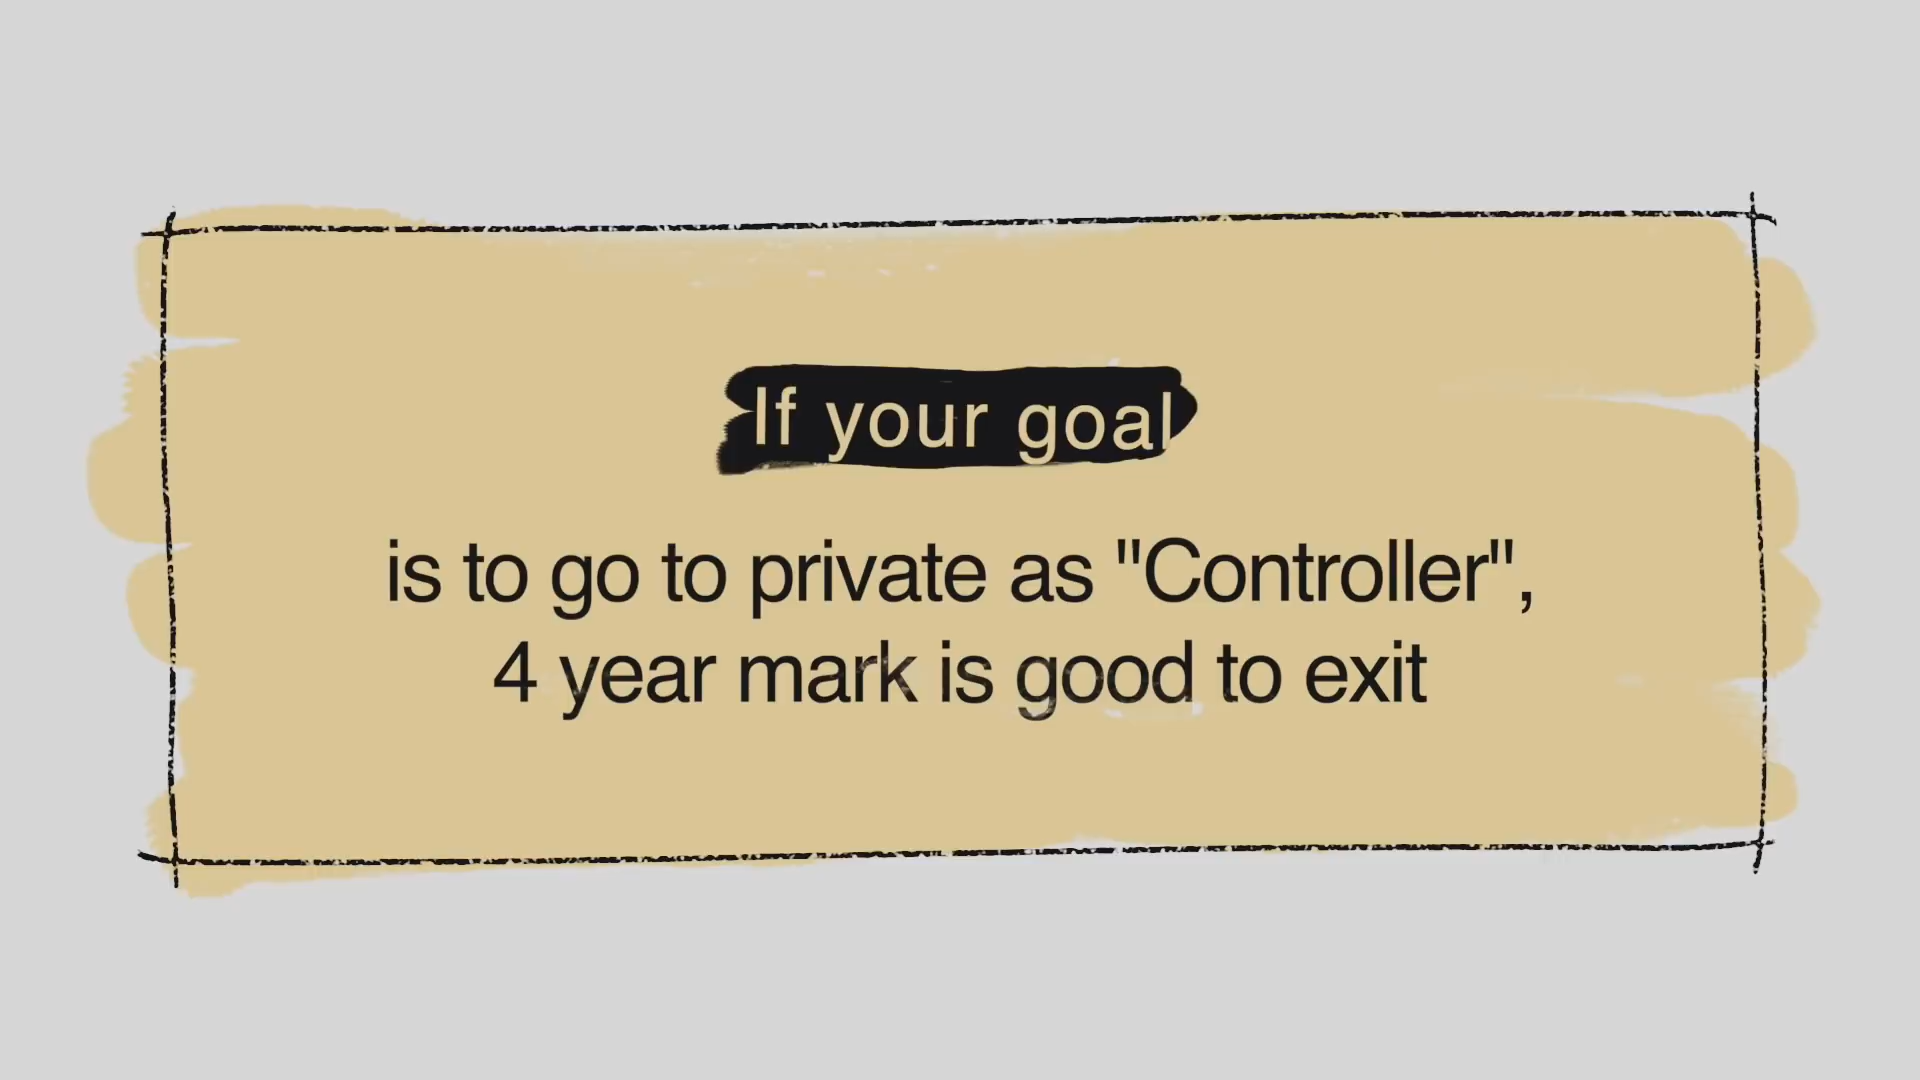 If your goal
is to go to private as "Controller",
4 year mark is good to exit